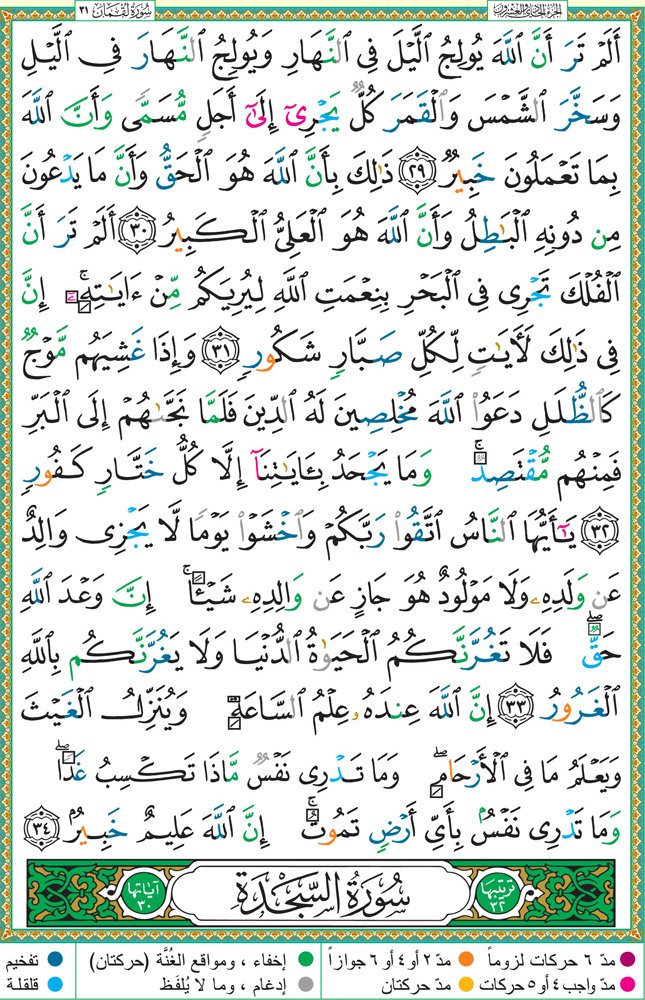 الجزء الحادي والعشرون
سورة لقمان ٣١
أَلَمۡ تَرَ أَنَّ ٱللَّهَ يُولِجُ ٱلَّيۡلَ فِي ٱلنَّهَارِ وَيُولِجُ ٱلنَّهَارَ فِي ٱلَّيۡلِ
وَسَخَّرَ ٱلشَّمۡسَ وَٱلۡقَمَرَ كُلّٞ يَجۡرِيٓ إِلَىٰٓ أَجَلٖ مُّسَمّٗى وَأَنَّ ٱللَّهَ
بِمَا تَعۡمَلُونَ خَبِيرٞ ٢٩ ذَٰلِكَ بِأَنَّ ٱللَّهَ هُوَ ٱلۡحَقُّ وَأَنَّ مَا يَدۡعُونَ
مِن دُونِهِ ٱلۡبَٰطِلُ وَأَنَّ ٱللَّهَ هُوَ ٱلۡعَلِيُّ ٱلۡكَبِيرُ ٣٠ أَلَمۡ تَرَ أَنَّ
ٱلۡفُلۡكَ تَجۡرِي فِي ٱلۡبَحۡرِ بِنِعۡمَتِ ٱللَّهِ لِيُرِيَكُم مِّنۡ ءَايَٰتِهِۦٓۚ إِنَّ
فِي ذَٰلِكَ لَأٓيَٰتٖ لِّكُلِّ صَبَّارٖ شَكُورٖ ٣١ وَإِذَا غَشِيَهُم مَّوۡجٞ
كَٱلظُّلَلِ دَعَوُاْ ٱللَّهَ مُخۡلِصِينَ لَهُ ٱلدِّينَ فَلَمَّا نَجَّىٰهُمۡ إِلَى ٱلۡبَرِّ
فَمِنۡهُم مُّقۡتَصِدٞۚ وَمَا يَجۡحَدُ بِـَٔايَٰتِنَآ إِلَّا كُلُّ خَتَّارٖ كَفُورٖ
٣٢ يَٰٓأَيُّهَا ٱلنَّاسُ ٱتَّقُواْ رَبَّكُمۡ وَٱخۡشَوۡاْ يَوۡمٗا لَّا يَجۡزِي وَالِدٌ
عَن وَلَدِهِۦ وَلَا مَوۡلُودٌ هُوَ جَازٍ عَن وَالِدِهِۦ شَيۡـًٔاۚ إِنَّ وَعۡدَ ٱللَّهِ
حَقّٞۖ فَلَا تَغُرَّنَّكُمُ ٱلۡحَيَوٰةُ ٱلدُّنۡيَا وَلَا يَغُرَّنَّكُم بِٱللَّهِ
ٱلۡغَرُورُ ٣٣ إِنَّ ٱللَّهَ عِندَهُۥ عِلۡمُ ٱلسَّاعَةِ وَيُنَزِّلُ ٱلۡغَيۡثَ
وَيَعۡلَمُ مَا فِي ٱلۡأَرۡحَامِۖ وَمَا تَدۡرِي نَفۡسٞ مَّاذَا تَكۡسِبُ غَدٗاۖ
وَمَا تَدۡرِي نَفۡسُۢ بِأَيِّ أَرۡضٖ تَمُوتُۚ إِنَّ ٱللَّهَ عَلِيمٌ خَبِيرُۢ ٣٤
ترتيبها ٣٢
سُورَةُ السَّجْدَةِ
آياتها ٣٠
مدّ ٦ حركات لزوماً
مدّ ٢ أو ٤ أو ٦ جوازاً
إخفاء ، ومواقع الغُنَّة (حركتان)
تفخيم
مدّ واجب ٤ أو ٥ حركات
مدّ حركتان
إدغام ، وما لا يُلفَظ
قلقلة